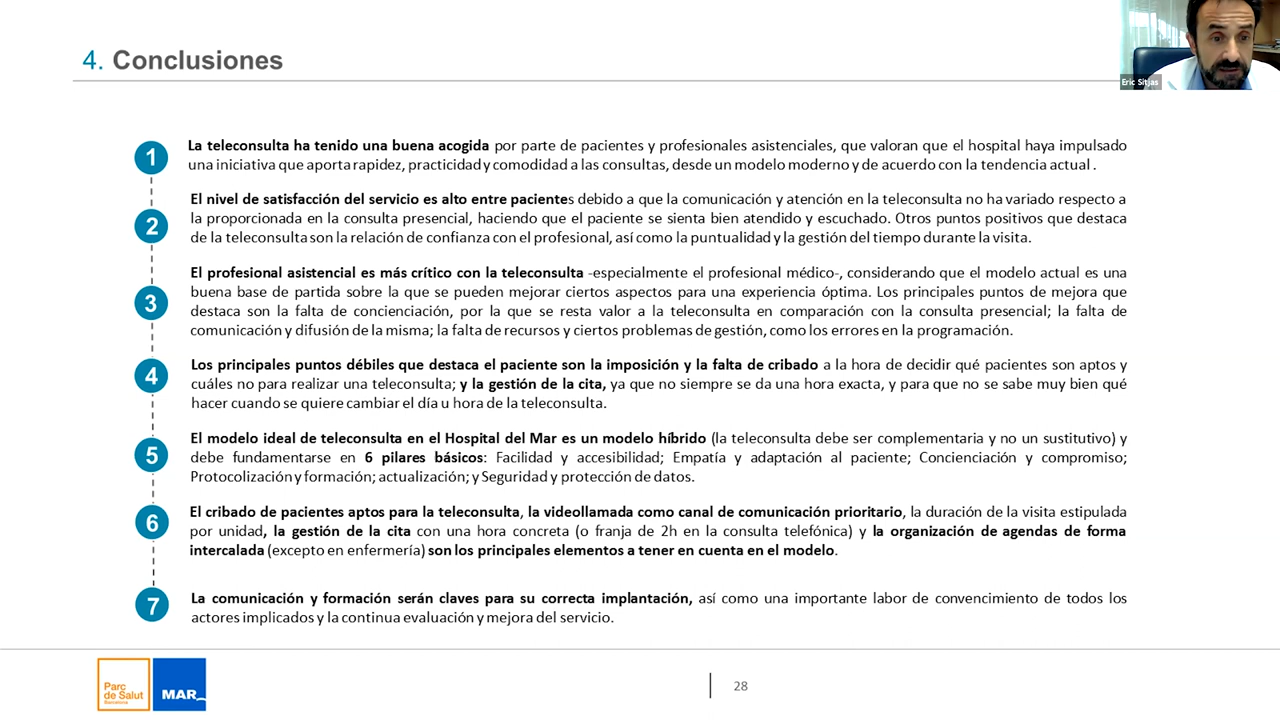 4. Conclusiones
Eric Sitjas
1
La teleconsulta ha tenido una buena acogida por parte de pacientes y profesionales asistenciales, que valoran que el hospital haya impulsado
una iniciativa que aporta rapidez, practicidad y comodidad a las consultas, desde un modelo moderno y de acuerdo con la tendencia actual .
2
El nivel de satisfacción del servicio es alto entre pacientes debido a que la comunicación y atención en la teleconsulta no ha variado respecto a
la proporcionada en la consulta presencial, haciendo que el paciente se sienta bien atendido y escuchado. Otros puntos positivos que destaca
de la teleconsulta son la relación de confianza con el profesional, así como la puntualidad y la gestión del tiempo durante la visita.
3
El profesional asistencial es más crítico con la teleconsulta -especialmente el profesional médico-, considerando que el modelo actual es una
buena base de partida sobre la que se pueden mejorar ciertos aspectos para una experiencia óptima. Los principales puntos de mejora que
destaca son la falta de concienciación, por la que se resta valor a la teleconsulta en comparación con la consulta presencial; la falta de
comunicación y difusión de la misma; la falta de recursos y ciertos problemas de gestión, como los errores en la programación.
4
Los principales puntos débiles que destaca el paciente son la imposición y la falta de cribado a la hora de decidir qué pacientes son aptos y
cuáles no para realizar una teleconsulta; y la gestión de la cita, ya que no siempre se da una hora exacta, y para que no se sabe muy bien qué
hacer cuando se quiere cambiar el día u hora de la teleconsulta.
5
El modelo ideal de teleconsulta en el Hospital del Mar es un modelo híbrido (la teleconsulta debe ser complementaria y no un sustitutivo) y
debe fundamentarse en 6 pilares básicos: Facilidad y accesibilidad; Empatía y adaptación al paciente; Concienciación y compromiso;
Protocolización y formación; actualización; y Seguridad y protección de datos.
6
El cribado de pacientes aptos para la teleconsulta, la videollamada como canal de comunicación prioritario, la duración de la visita estipulada
por unidad, la gestión de la cita con una hora concreta (o franja de 2h en la consulta telefónica) y la organización de agendas de forma
intercalada (excepto en enfermería) son los principales elementos a tener en cuenta en el modelo.
7
La comunicación y formación serán claves para su correcta implantación, así como una importante labor de convencimiento de todos los
actores implicados y la continua evaluación y mejora del servicio.
Parc
de Salut
Barcelona
MAR
28